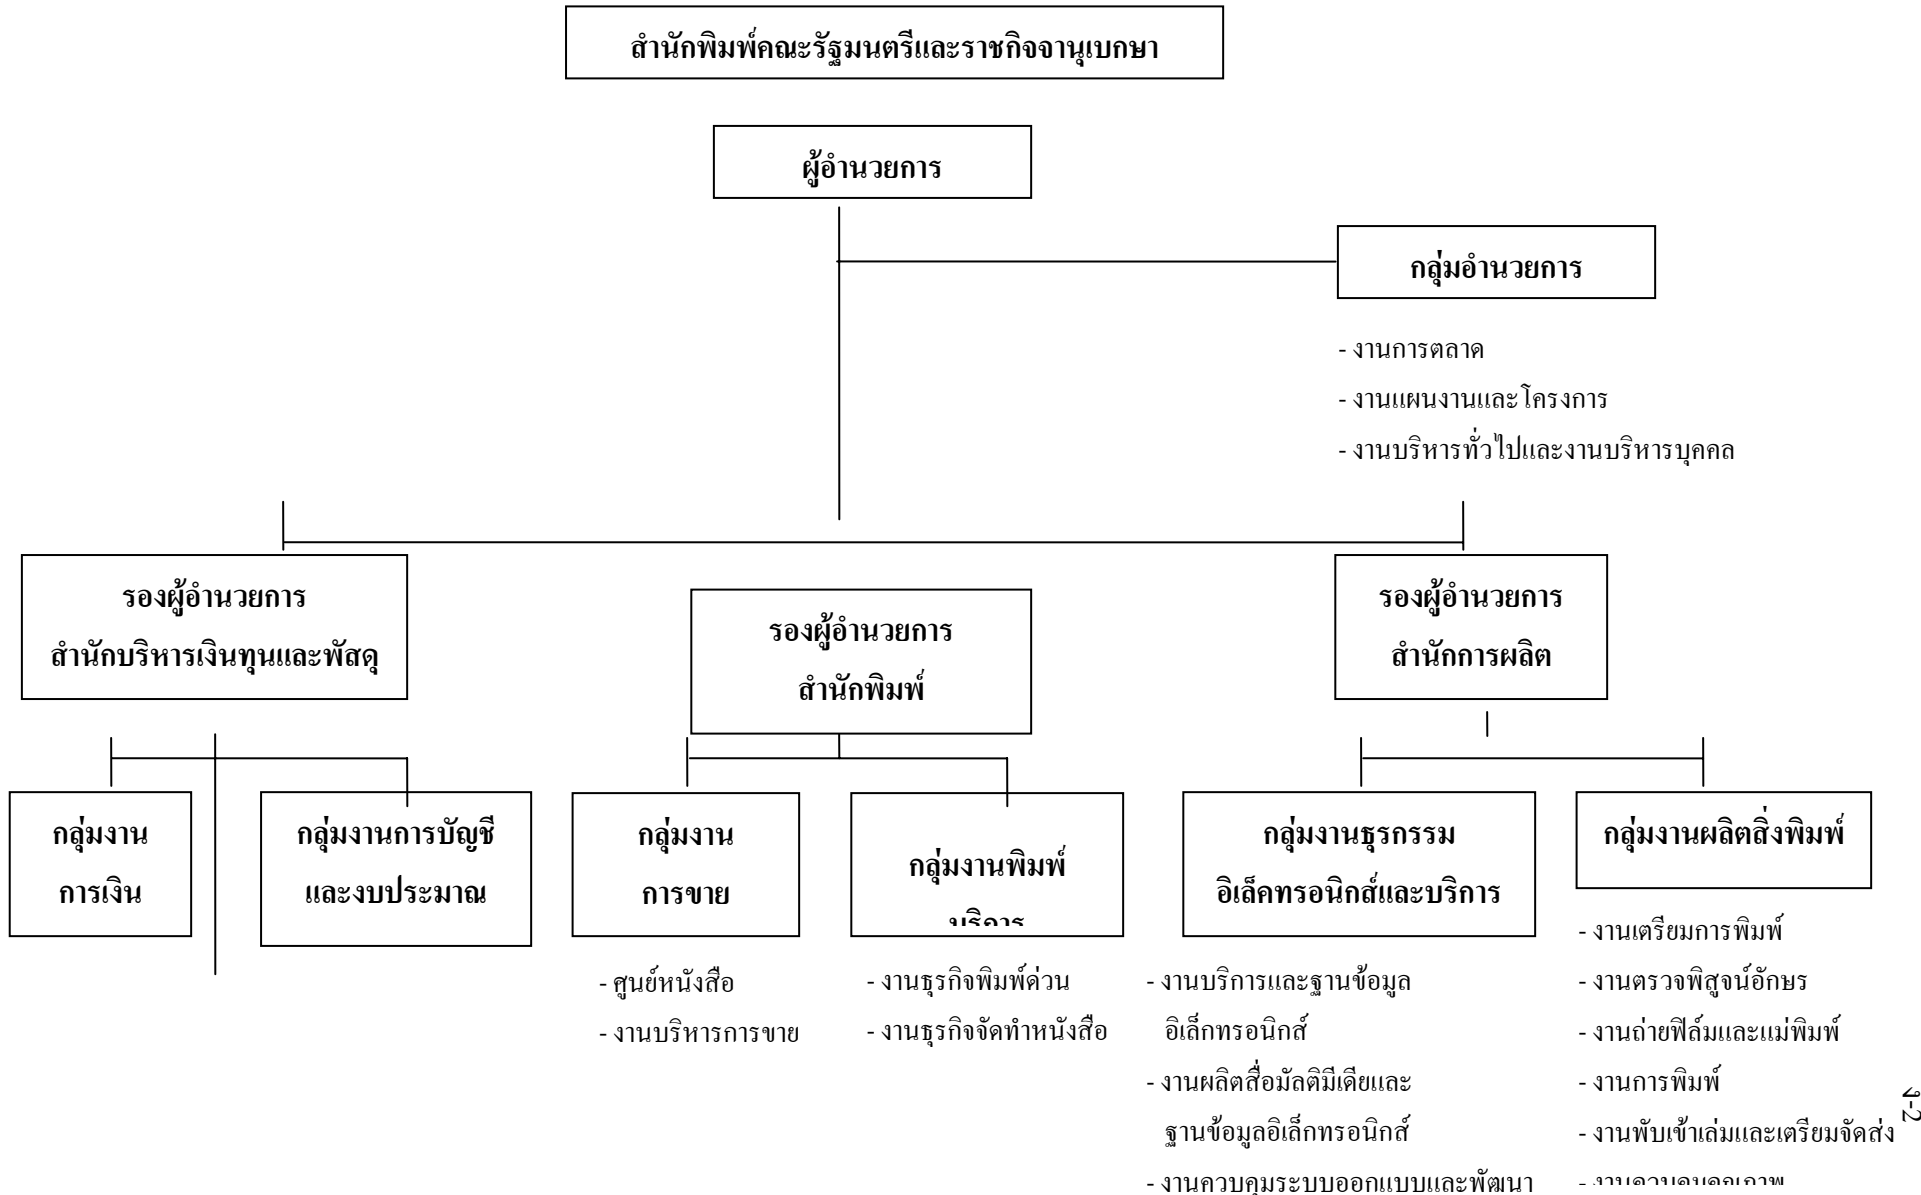 สำนักพิมพ์คณะรัฐมนตรีและราชกิจจานุเบกษา
ผู้อำนวยการ
กลุ่มอำนวยการ
- งานการตลาด
- งานแผนงานและโครงการ
- งานบริหารทั่วไปและงานบริหารบุคคล
รองผู้อำนวยการ
สำนักบริหารเงินทุนและพัสดุ
รองผู้อำนวยการ
สำนักพิมพ์
รองผู้อำนวยการ
สำนักการผลิต
กลุ่มงาน
การเงิน
กลุ่มงานการบัญชี
และงบประมาณ
กลุ่มงาน
การขาย
- ศูนย์หนังสือ
- งานบริหารการขาย
กลุ่มงานพิมพ์
บริการ
- งานธุรกิจพิมพ์ด่วน
- งานธุรกิจจัดทำหนังสือ
กลุ่มงานธุรกรรม
อิเล็คทรอนิกส์และบริการ
- งานบริการและฐานข้อมูล
อิเล็กทรอนิกส์
- งานผลิตสื่อมัลติมีเดียและ
ฐานข้อมูลอิเล็กทรอนิกส์
- งานควบคุมระบบออกแบบและพัฒนา
กลุ่มงานผลิตสิ่งพิมพ์
- งานเตรียมการพิมพ์
- งานตรวจพิสูจน์อักษร
- งานถ่ายฟิล์มและแม่พิมพ์
- งานการพิมพ์
- งานพับเข้าเล่มและเตรียมจัดส่ง
- งานควบคุมคุณภาพ
ง-2